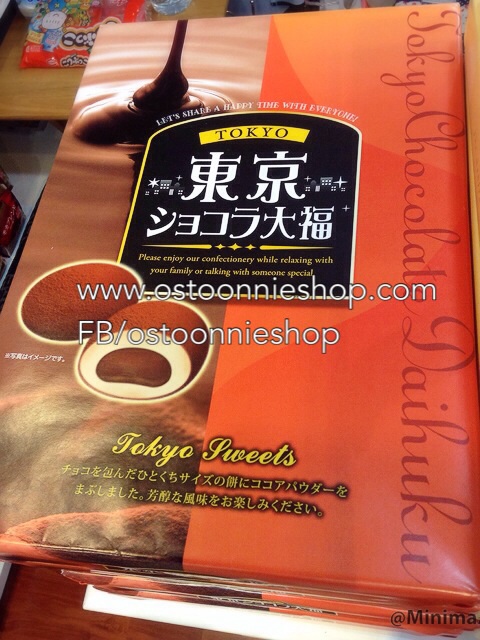 LET'S SHARE A HAPPY TIME WITH EVERYONE!
TOKYO
東京
ショコラ大福
Please enjoy our confectionery while relaxing with
your family or talking with someone special.
www.ostoonnieshop.com
FB/ostoonnieshop
※写真はイメージです。
Tokyo Sweets
チョコを包んだひとくちサイズの餅にココアパウダーを
まぶしました。芳醇な風味をお楽しみください。
Tokyo Chocolat Daihuku
@Minima